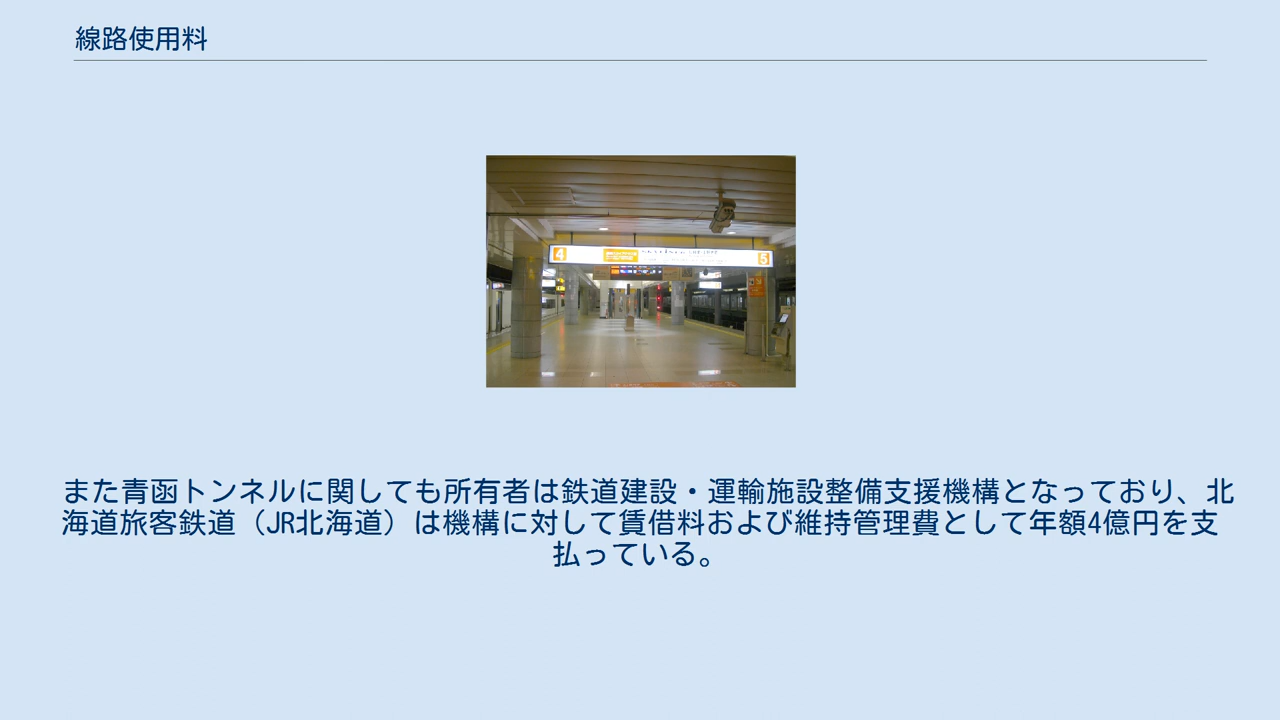 線路使用料
4
5
また青函トンネルに関しても所有者は鉄道建設・運輸施設整備支援機構となっており、北
海道旅客鉄道（JR北海道）は機構に対して賃借料および維持管理費として年額4億円を支
払っている。